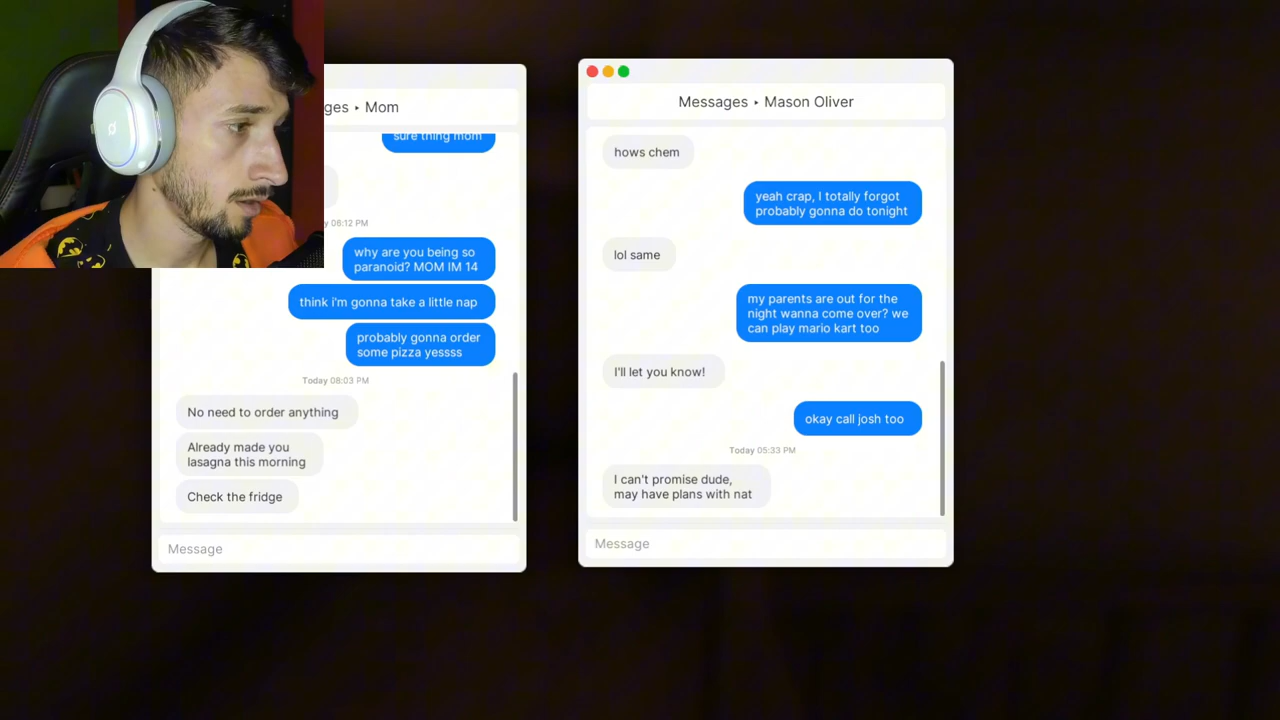 ges ▸ Mom
sure thing mom
06:12 PM
why are you being so
paranoid? MOM IM 14
think i'm gonna take a little nap
probably gonna order
some pizza yessss
Today 08:03 PM
No need to order anything
Already made you
lasagna this morning
Check the fridge
Message
Messages ▸ Mason Oliver
hows chem
yeah crap, I totally forgot
probably gonna do tonight
lol same
my parents are out for the
night wanna come over? we
can play mario kart too
I'll let you know!
okay call josh too
Today 05:33 PM
I can't promise dude,
may have plans with nat
Message